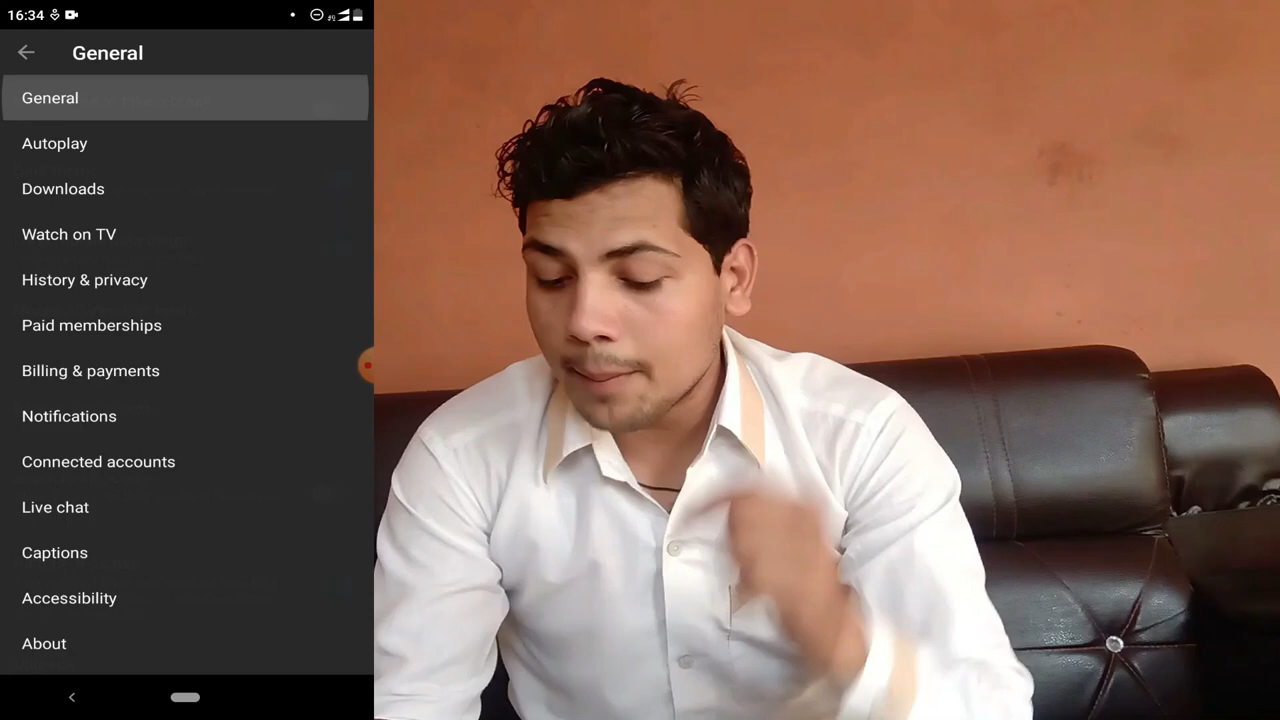 16:34
General
General
Autoplay
Downloads
Watch on TV
History & privacy
Paid memberships
Billing & payments
Notifications
Connected accounts
Live chat
Captions
Accessibility
About